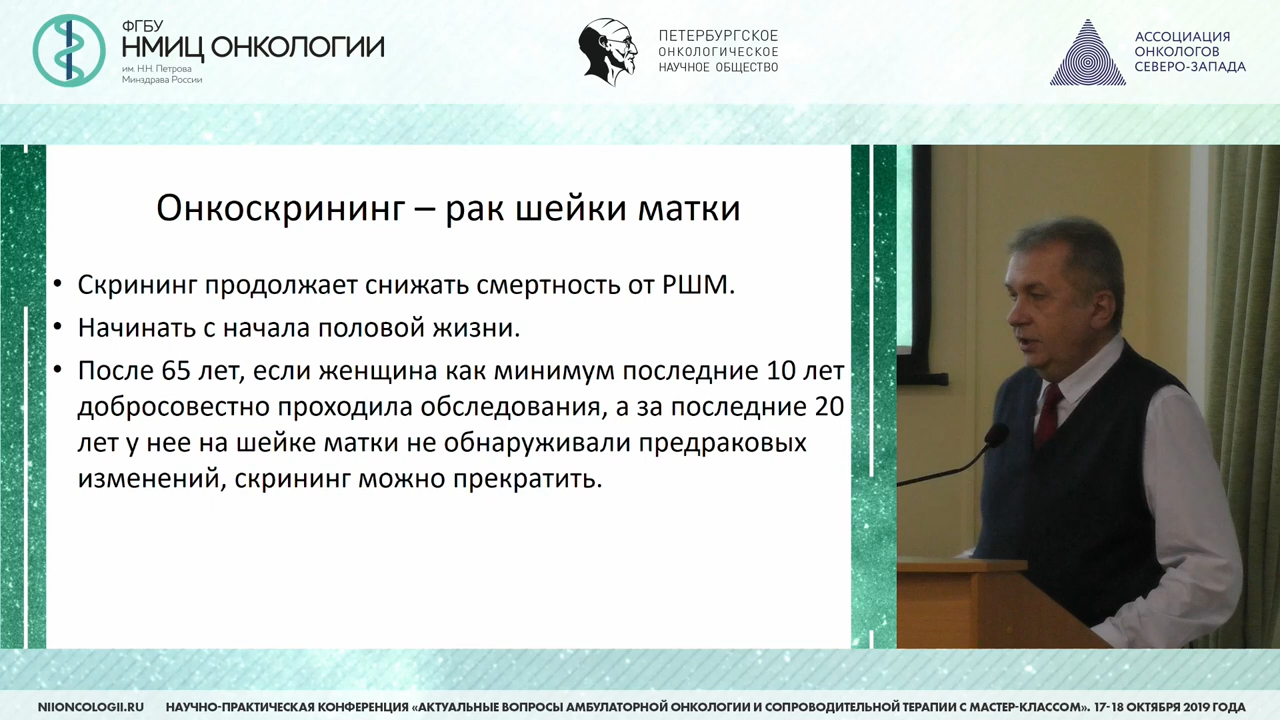 ФГБУ
НМИЦ ОНКОЛОГИИ
им. Н.Н. Петрова
Минздрава России
ПЕТЕРБУРГСКОЕ
ОНКОЛОГИЧЕСКОЕ
НАУЧНОЕ ОБЩЕСТВО
АССОЦИАЦИЯ
ОНКОЛОГОВ
СЕВЕРО-ЗАПАДА
Онкоскрининг – рак шейки матки
• Скрининг продолжает снижать смертность от РШМ.
• Начинать с начала половой жизни.
• После 65 лет, если женщина как минимум последние 10 лет
добросовестно проходила обследования, а за последние 20
лет у нее на шейке матки не обнаруживали предраковых
изменений, скрининг можно прекратить.
NIIONCOLOGII.RU НАУЧНО-ПРАКТИЧЕСКАЯ КОНФЕРЕНЦИЯ «АКТУАЛЬНЫЕ ВОПРОСЫ АМБУЛАТОРНОЙ ОНКОЛОГИИ И СОПРОВОДИТЕЛЬНОЙ ТЕРАПИИ С МАСТЕР-КЛАССОМ». 17-18 ОКТЯБРЯ 2019 ГОДА